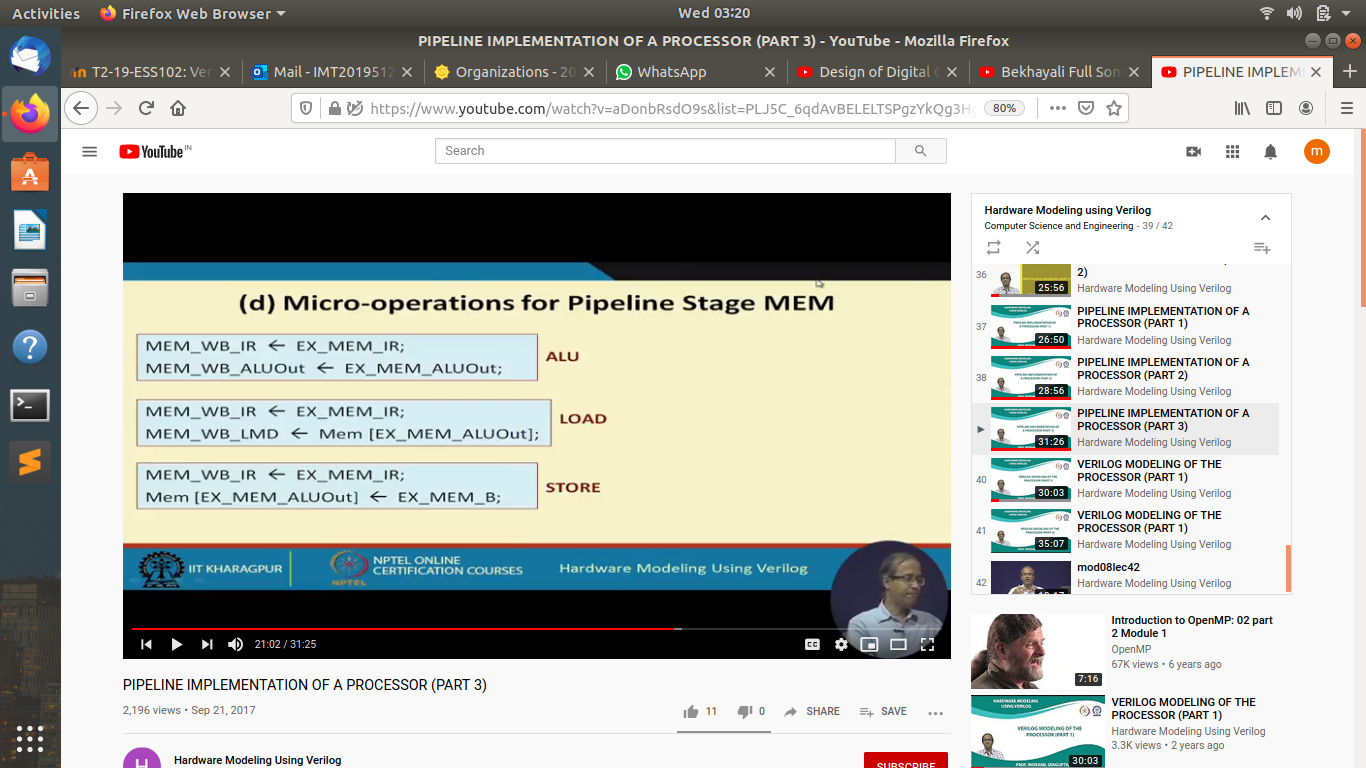 Activities
Firefox Web Browser
Wed 03:20
PIPELINE IMPLEMENTATION OF A PROCESSOR (PART 3) - YouTube - Mozilla Firefox
T2-19-ESS102: Ver
Mail - IMT2019512
Organizations - 20
WhatsApp
Design of Digital C
Bekhayali Full Son
PIPELINE IMPLEM
https://www.youtube.com/watch?v=aDonbRsdO9s&list=PLJ5C_6qdAvBELELTSPgzYkQg3Hg
80%
YouTube IN
Search
m
(d) Micro-operations for Pipeline Stage MEM
MEM_WB_IR ← EX_MEM_IR;
MEM_WB_ALUOut ← EX_MEM_ALUOut;
ALU
MEM_WB_IR ← EX_MEM_IR;
MEM_WB_LMD ← Mem [EX_MEM_ALUOut];
LOAD
MEM_WB_IR ← EX_MEM_IR;
Mem [EX_MEM_ALUOut] ← EX_MEM_B;
STORE
IIT KHARAGPUR
NPTEL
NPTEL ONLINE
CERTIFICATION COURSES
Hardware Modeling Using Verilog
21:02 / 31:25
CC
PIPELINE IMPLEMENTATION OF A PROCESSOR (PART 3)
2,196 views • Sep 21, 2017
11
0
SHARE
SAVE
H
Hardware Modeling Using Verilog
SUBSCRIBE
Hardware Modeling using Verilog
Computer Science and Engineering - 39 / 42
36
25:56
2)
Hardware Modeling Using Verilog
37
26:50
PIPELINE IMPLEMENTATION OF A
PROCESSOR (PART 1)
Hardware Modeling Using Verilog
38
28:56
PIPELINE IMPLEMENTATION OF A
PROCESSOR (PART 2)
Hardware Modeling Using Verilog
31:26
PIPELINE IMPLEMENTATION OF A
PROCESSOR (PART 3)
Hardware Modeling Using Verilog
40
30:03
VERILOG MODELING OF THE
PROCESSOR (PART 1)
Hardware Modeling Using Verilog
41
35:07
VERILOG MODELING OF THE
PROCESSOR (PART 1)
Hardware Modeling Using Verilog
42
mod08lec42
Hardware Modeling Using Verilog
Introduction to OpenMP: 02 part
2 Module 1
OpenMP
67K views • 6 years ago
7:16
VERILOG MODELING OF THE
PROCESSOR (PART 1)
Hardware Modeling Using Verilog
3.3K views • 2 years ago
30:03